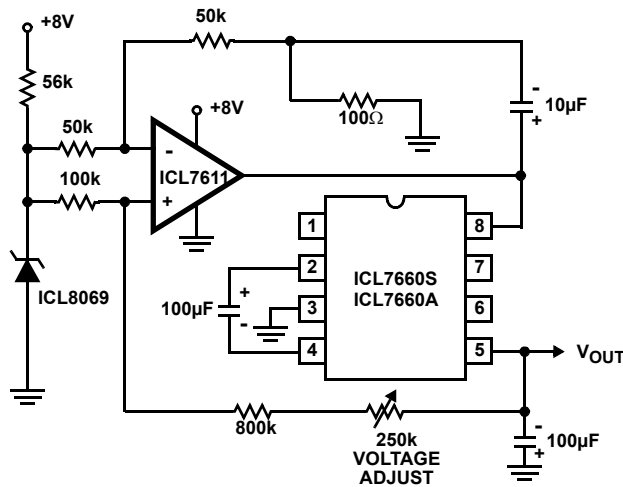 +8V
50k
56k
+8V
50k
100Ω
-
+
10µF
-
ICL7611
+
100k
ICL8069
1
2
3
4
8
7
6
5
ICL7660S
ICL7660A
+
100µF
-
VOUT
800k
250k
VOLTAGE
ADJUST
-
+
100µF